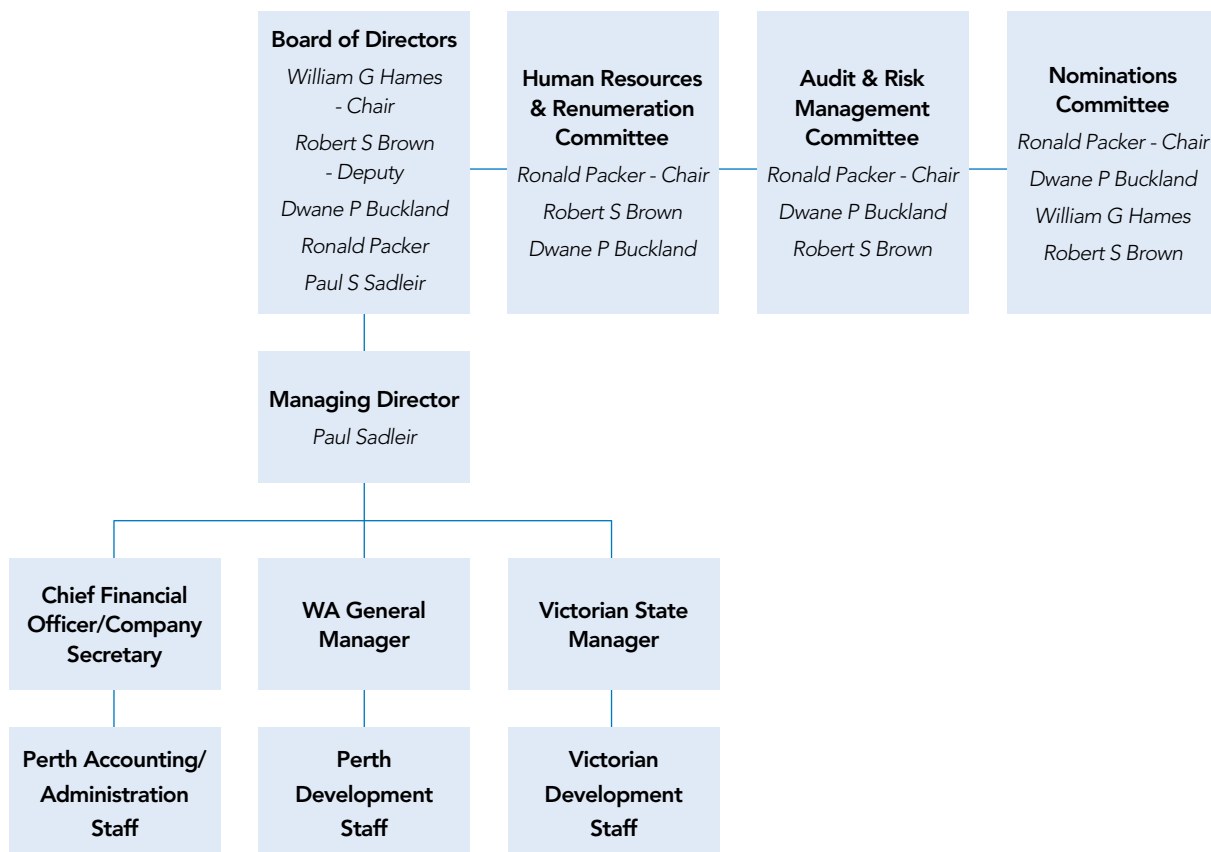 Board of Directors
William G Hames
- Chair
Robert S Brown
- Deputy
Dwane P Buckland
Ronald Packer
Paul S Sadleir
Human Resources
& Renumeration
Committee
Ronald Packer - Chair
Robert S Brown
Dwane P Buckland
Audit & Risk
Management
Committee
Ronald Packer - Chair
Dwane P Buckland
Robert S Brown
Nominations
Committee
Ronald Packer - Chair
Dwane P Buckland
William G Hames
Robert S Brown
Managing Director
Paul Sadleir
Chief Financial
Officer/Company
Secretary
WA General
Manager
Victorian State
Manager
Perth Accounting/
Administration
Staff
Perth
Development
Staff
Victorian
Development
Staff